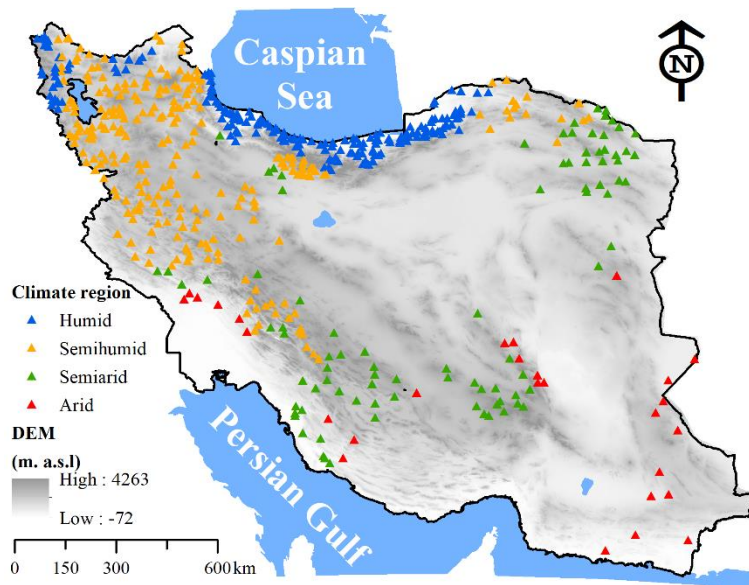 Caspian
Sea
N
Climate region
Humid
Semihumid
Semiarid
Arid
DEM
(m. a.s.l)
High : 4263
Low : -72
Persian Gulf
0 150 300 600 km